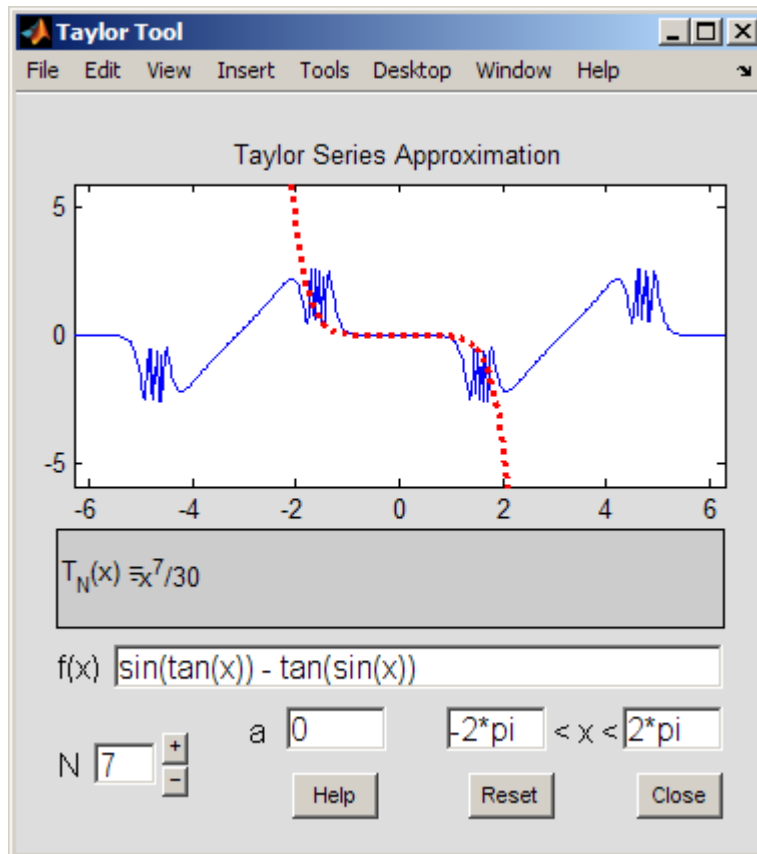 Taylor Tool
File Edit View Insert Tools Desktop Window Help
Taylor Series Approximation
5
0
-5
-6 -4 -2 0 2 4 6
T_N(x) = -x^7/30
f(x) sin(tan(x)) - tan(sin(x))
N 7 + − a 0 -2*pi < x < 2*pi
Help Reset Close